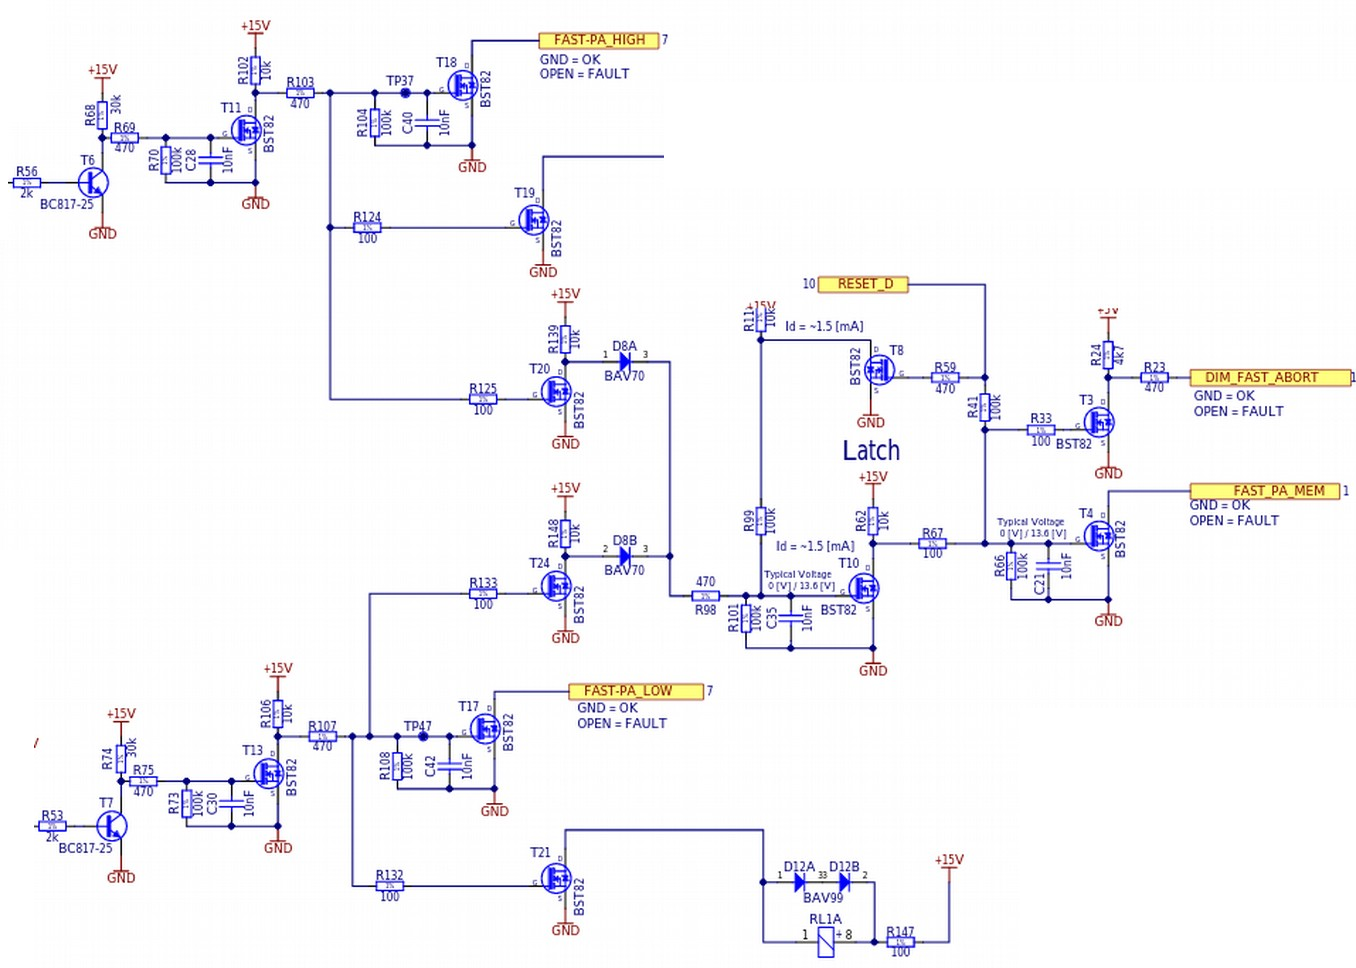 +15V
R102
10k
T18
D
G
S
BST82
FAST-PA_HIGH
7
GND = OK
OPEN = FAULT
+15V
R68
30k
R69
470
T11
D
G
S
BST82
R103
470
TP37
R104
100k
C40
10nF
GND
R56
2k
T6
BC817-25
GND
R70
100k
C28
10nF
GND
R124
100
T19
D
G
S
BST82
GND
+15V
R139
10k
D8A
1
3
BAV70
R125
100
T20
D
G
S
BST82
GND
10
RESET_D
+15V
R11
10k
Id = ~1.5 [mA]
T8
D
G
S
BST82
GND
R59
470
R41
100k
R33
100
+5V
R24
4k7
R23
470
DIM_FAST_ABORT
1
GND = OK
OPEN = FAULT
T3
D
G
S
BST82
GND
Latch
+15V
R148
10k
D8B
2
3
BAV70
R133
100
T24
D
G
S
BST82
GND
470
R98
R99
100k
Id = ~1.5 [mA]
Typical Voltage
0 [V] / 13.6 [V]
R101
100k
C35
10nF
+15V
R62
10k
T10
D
G
S
BST82
GND
R67
100
Typical Voltage
0 [V] / 13.6 [V]
R66
100k
C21
10nF
T4
D
G
S
BST82
GND
FAST_PA_MEM
1
GND = OK
OPEN = FAULT
+15V
R106
10k
R107
470
TP47
T17
D
G
S
BST82
FAST-PA_LOW
7
GND = OK
OPEN = FAULT
R108
100k
C42
10nF
GND
V
+15V
R74
30k
R75
470
T13
D
G
S
BST82
R73
100k
C30
10nF
GND
R53
2k
T7
BC817-25
GND
R132
100
T21
D
G
S
BST82
GND
D12A
D12B
1
33
2
BAV99
RL1A
1
+ 8
R147
100
+15V